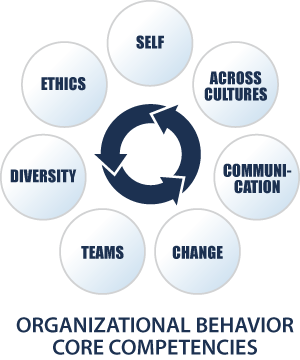 SELF
ACROSS
CULTURES
COMMUNI-
CATION
CHANGE
TEAMS
DIVERSITY
ETHICS
ORGANIZATIONAL BEHAVIOR
CORE COMPETENCIES